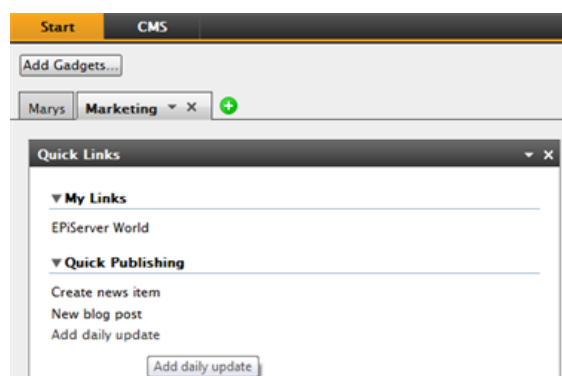 Start CMS
Add Gadgets...
Marys Marketing
Quick Links
My Links
EPiServer World
Quick Publishing
Create news item
New blog post
Add daily update
Add daily update